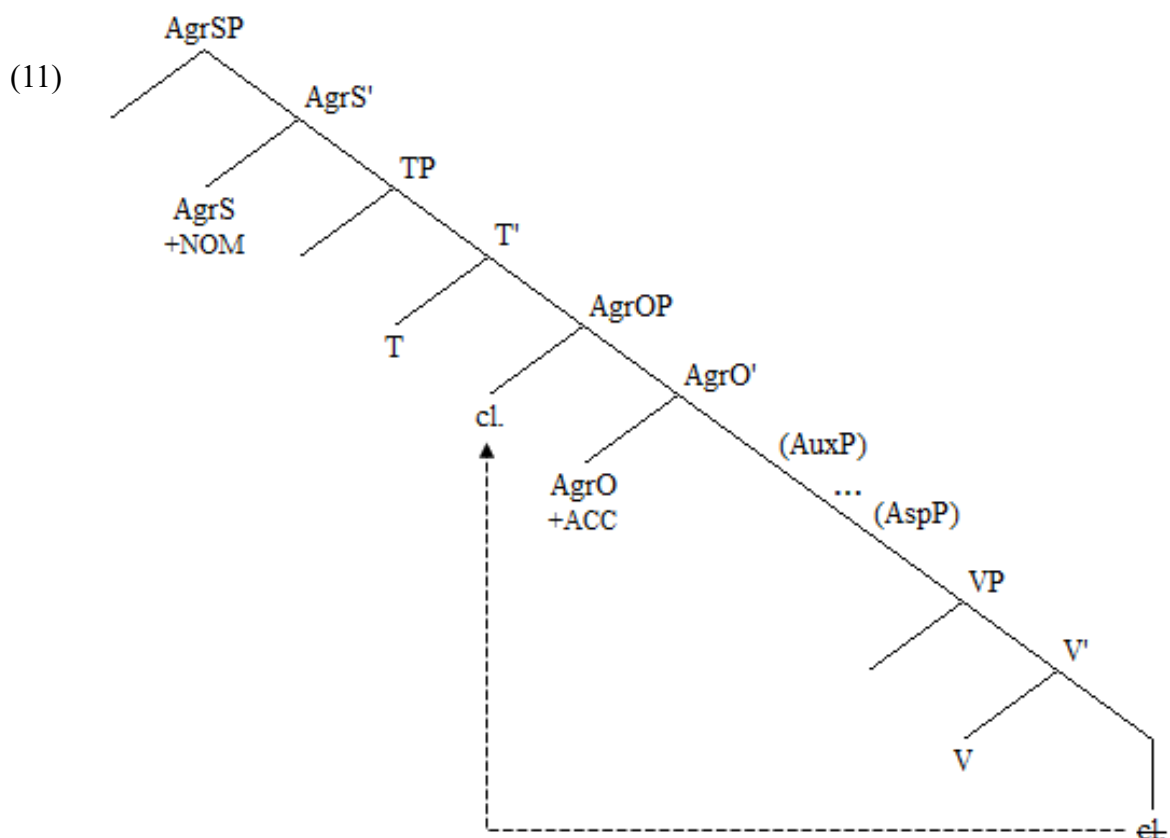 AgrSP
(11)
AgrS'
TP
AgrS
+NOM
T'
AgrOP
T
AgrO'
cl.
(AuxP)
AgrO
+ACC
...
(AspP)
VP
V'
V
cl.